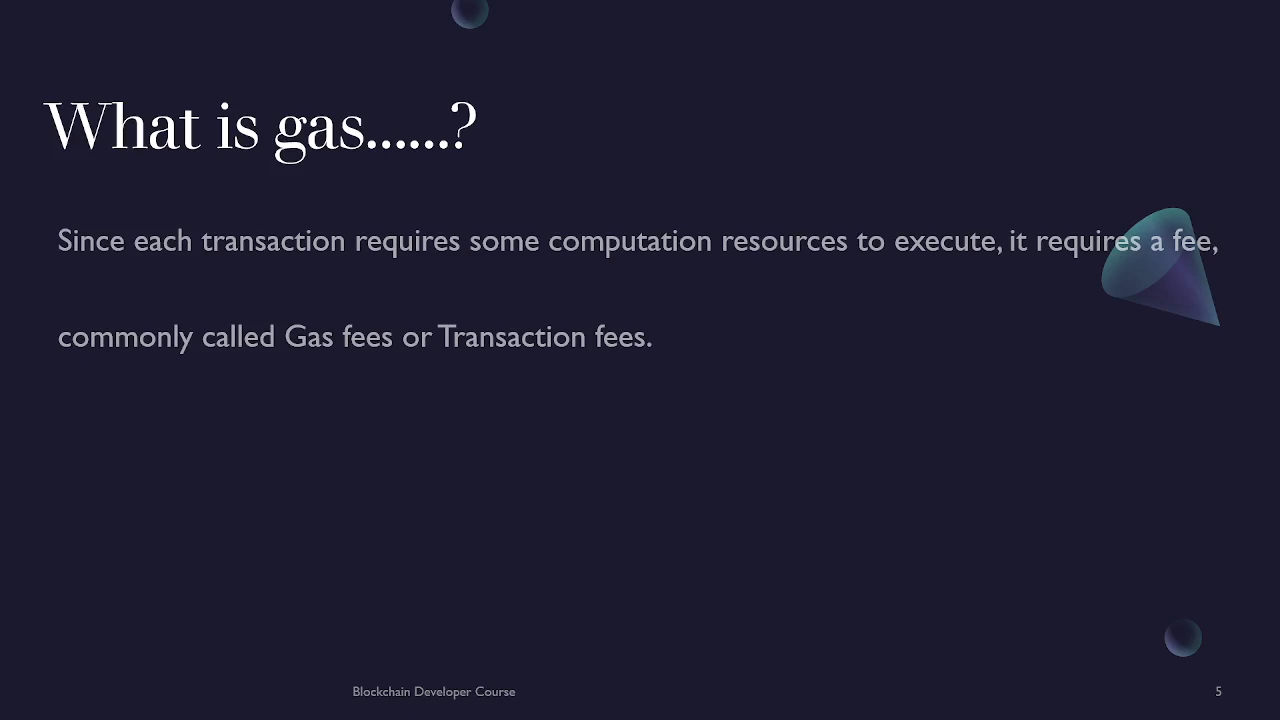 What is gas......?
Since each transaction requires some computation resources to execute, it requires a fee,
commonly called Gas fees or Transaction fees.
Blockchain Developer Course
5